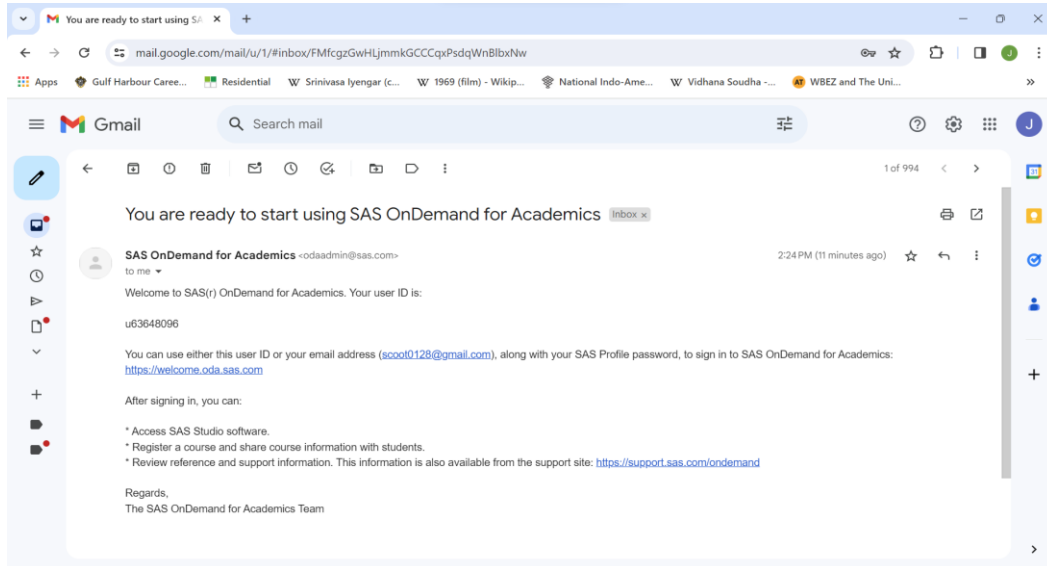 You are ready to start using SA
mail.google.com/mail/u/1/#inbox/FMfcgzGwHLjmmkGCCCqxPsdqWnBlbxNw
Apps Gulf Harbour Caree... Residential Srinivasa Iyengar (c... 1969 (film) - Wikip... National Indo-Ame... Vidhana Soudha -... WBEZ and The Uni...
Gmail Search mail J
1 of 994
You are ready to start using SAS OnDemand for Academics Inbox x
SAS OnDemand for Academics <odaadmin@sas.com> 2:24 PM (11 minutes ago)
to me
Welcome to SAS(r) OnDemand for Academics. Your user ID is:
u63648096
You can use either this user ID or your email address (scoot0128@gmail.com), along with your SAS Profile password, to sign in to SAS OnDemand for Academics:
https://welcome.oda.sas.com
After signing in, you can:
* Access SAS Studio software.
* Register a course and share course information with students.
* Review reference and support information. This information is also available from the support site: https://support.sas.com/ondemand
Regards,
The SAS OnDemand for Academics Team